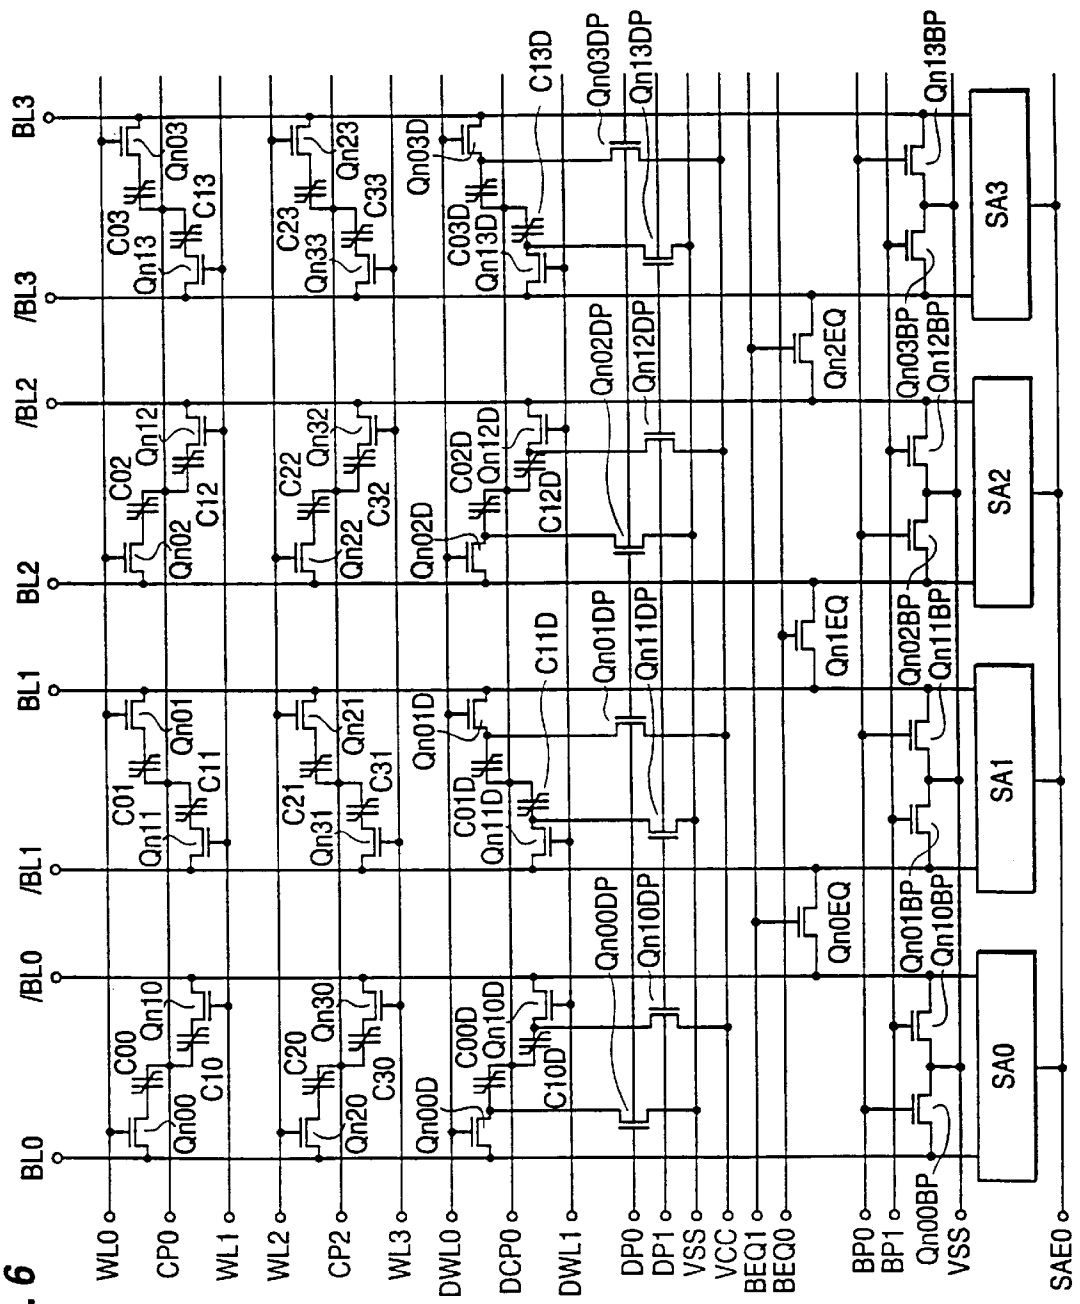 . 6
BL0
/BL0
/BL1
BL1
BL2
/BL2
/BL3
BL3
WL0
Qn00
C00
C10
Qn10
Qn11
C01
C11
Qn01
Qn02
C02
C12
Qn12
Qn13
C03
C13
Qn03
CP0
WL1
WL2
Qn20
C20
C30
Qn30
Qn31
C21
C31
Qn21
Qn22
C22
C32
Qn32
Qn33
C23
C33
Qn23
CP2
WL3
DWL0
Qn00D
C00D
C10D
Qn10D
Qn11D
C01D
C11D
Qn01D
Qn02D
C02D
C12D
Qn12D
Qn13D
C03D
C13D
Qn03D
DCP0
DWL1
DP0
Qn00DP
Qn01DP
Qn02DP
Qn03DP
DP1
Qn10DP
Qn11DP
Qn12DP
Qn13DP
VSS
VCC
BEQ1
BEQ0
Qn0EQ
Qn1EQ
Qn2EQ
BP0
BP1
Qn00BP
Qn10BP
Qn01BP
Qn11BP
Qn02BP
Qn12BP
Qn03BP
Qn13BP
VSS
SA0
SA1
SA2
SA3
SAE0